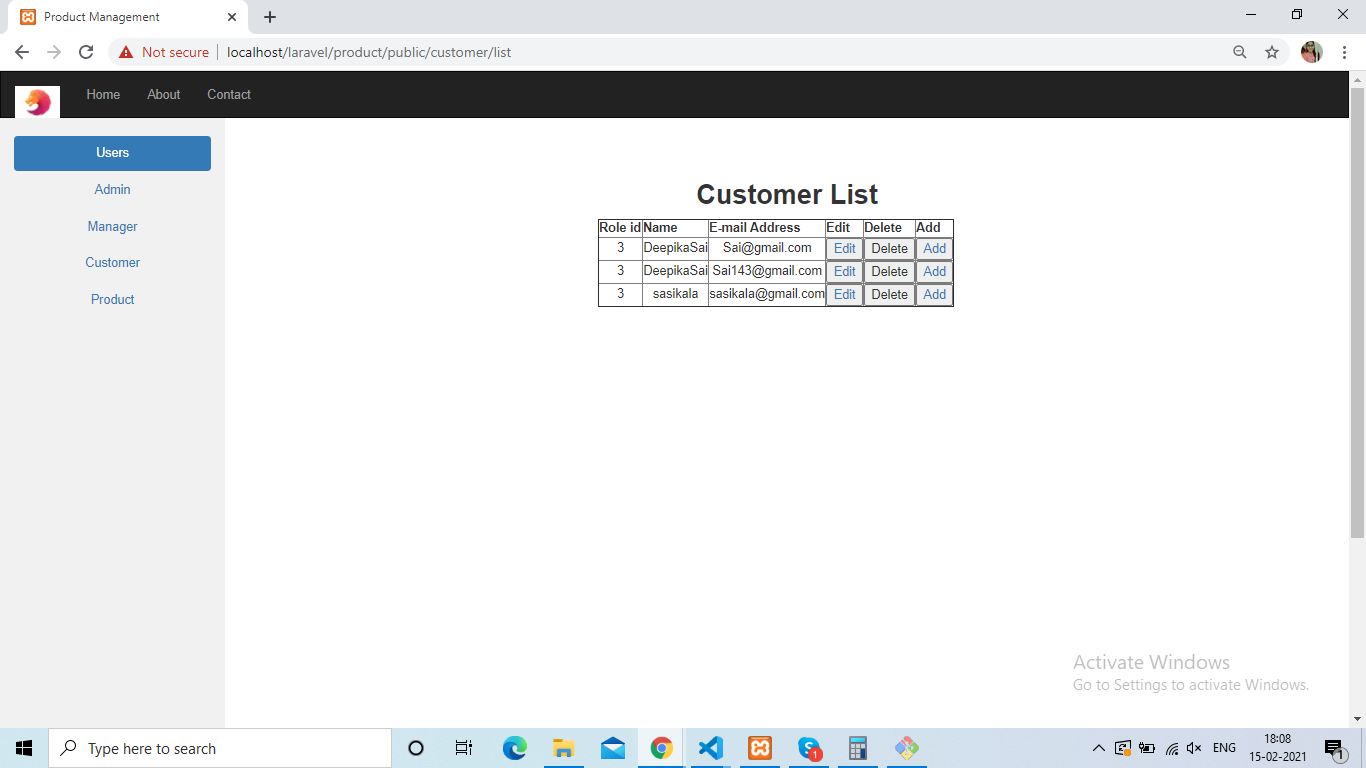 Product Management
Not secure
localhost/laravel/product/public/customer/list
Home About Contact
Users
Admin
Manager
Customer
Product
Customer List
Role id Name E-mail Address Edit Delete Add
3 DeepikaSai Sai@gmail.com Edit Delete Add
3 DeepikaSai Sai143@gmail.com Edit Delete Add
3 sasikala sasikala@gmail.com Edit Delete Add
Activate Windows
Go to Settings to activate Windows.
Type here to search
1
ENG
18:08
15-02-2021
1